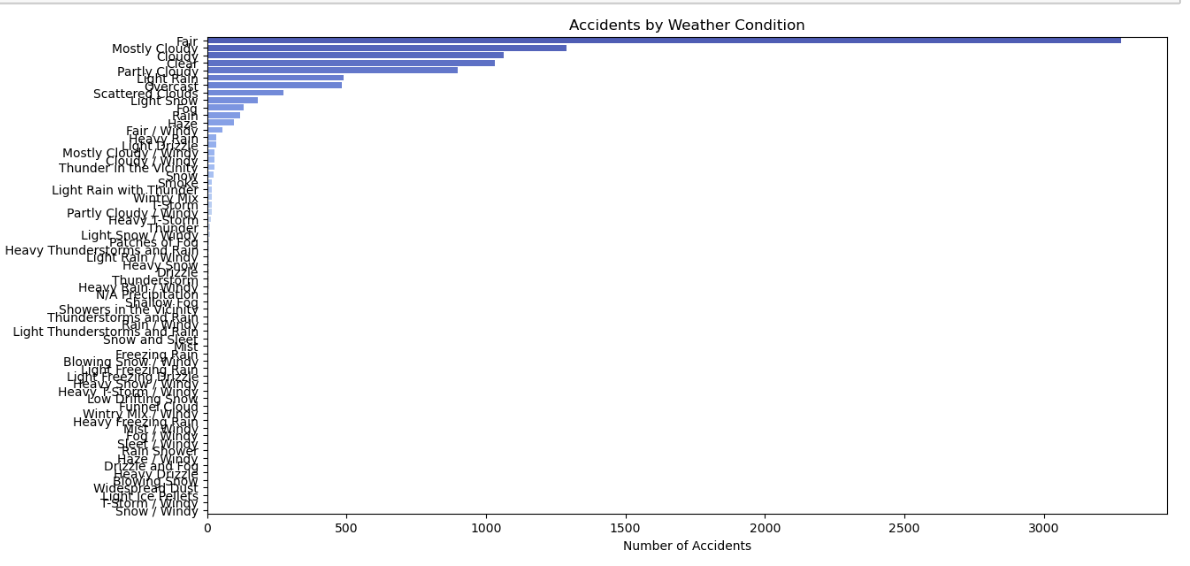 Accidents by Weather Condition
Fair
Mostly Cloudy
Cloudy
Clear
Partly Cloudy
Light Rain
Overcast
Scattered Clouds
Light Snow
Fog
Rain
Haze
Fair / Windy
Heavy Rain
Light Drizzle
Mostly Cloudy / Windy
Cloudy / Windy
Thunder in the Vicinity
Snow
Smoke
Light Rain with Thunder
Wintry Mix
T-Storm
Partly Cloudy / Windy
Heavy T-Storm
Thunder
Light Snow / Windy
Patches of Fog
Heavy Thunderstorms and Rain
Light Rain / Windy
Heavy Snow
Drizzle
Thunderstorm
Heavy Rain / Windy
N/A Precipitation
Shallow Fog
Showers in the Vicinity
Thunderstorms and Rain
Rain / Windy
Light Thunderstorms and Rain
Snow and Sleet
Mist
Freezing Rain
Blowing Snow / Windy
Light Freezing Rain
Light Freezing Drizzle
Heavy Snow / Windy
Heavy T-Storm / Windy
Low Drifting Snow
Funnel Cloud
Wintry Mix / Windy
Heavy Freezing Rain
Mist / Windy
Fog / Windy
Sleet / Windy
Rain Shower
Haze / Windy
Drizzle and Fog
Heavy Drizzle
Blowing Snow
Widespread Dust
Light Ice Pellets
T-Storm / Windy
Snow / Windy
0 500 1000 1500 2000 2500 3000
Number of Accidents